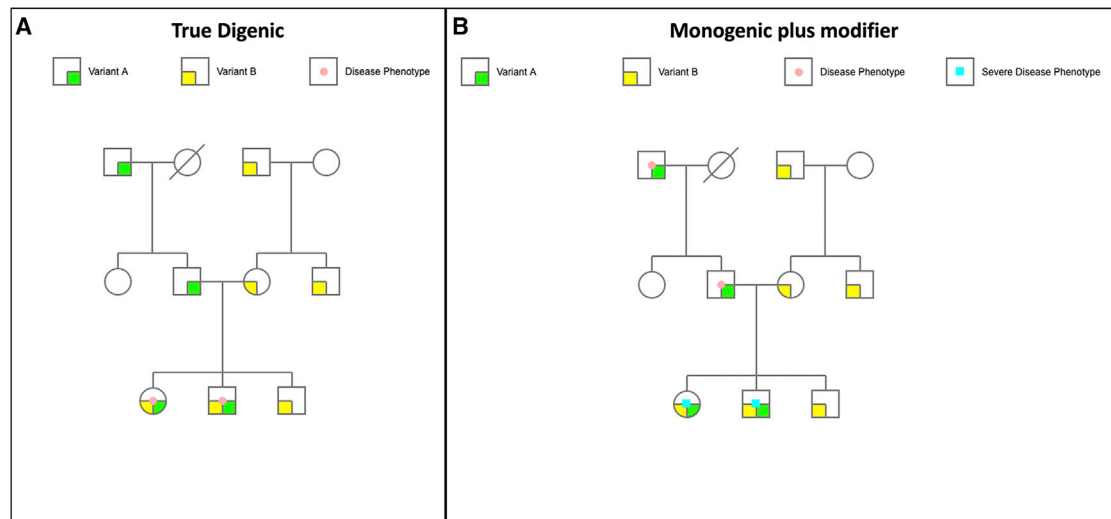 A
True Digenic
Variant A
Variant B
Disease Phenotype
B
Monogenic plus modifier
Variant A
Variant B
Disease Phenotype
Severe Disease Phenotype